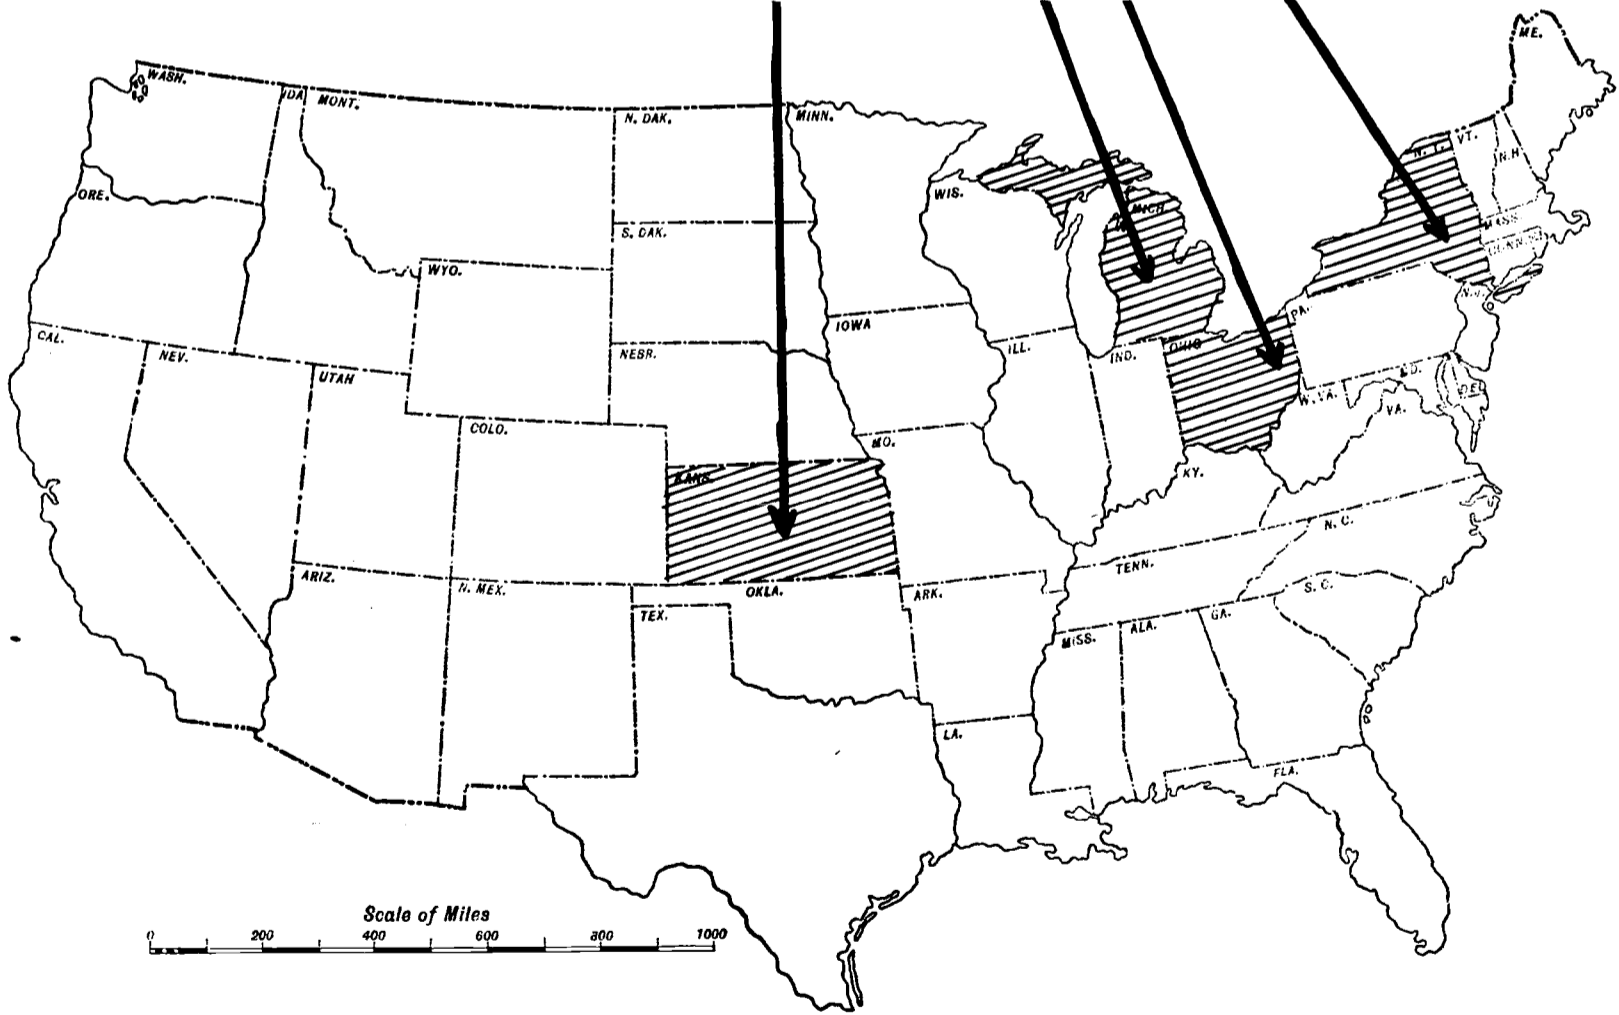 ME.
WASH.
IDA
MONT.
N. DAK.
MINN.
VT.
N.H.
WIS.
ORE.
MICH.
S. DAK.
MASS.
CONN.
WYO.
N.J.
PA.
IOWA
CAL.
NEV.
NESR.
ILL.
IND.
OHIO
UTAH
MD.
DEL
W. VA.
VA.
COLO.
MO.
KY.
KANS.
N. C.
TENN.
ARIZ.
N. MEX.
OKLA.
ARK.
S. C.
TEX.
GA.
MISS.
ALA.
LA.
FLA.
Scale of Miles
0 200 400 600 800 1000